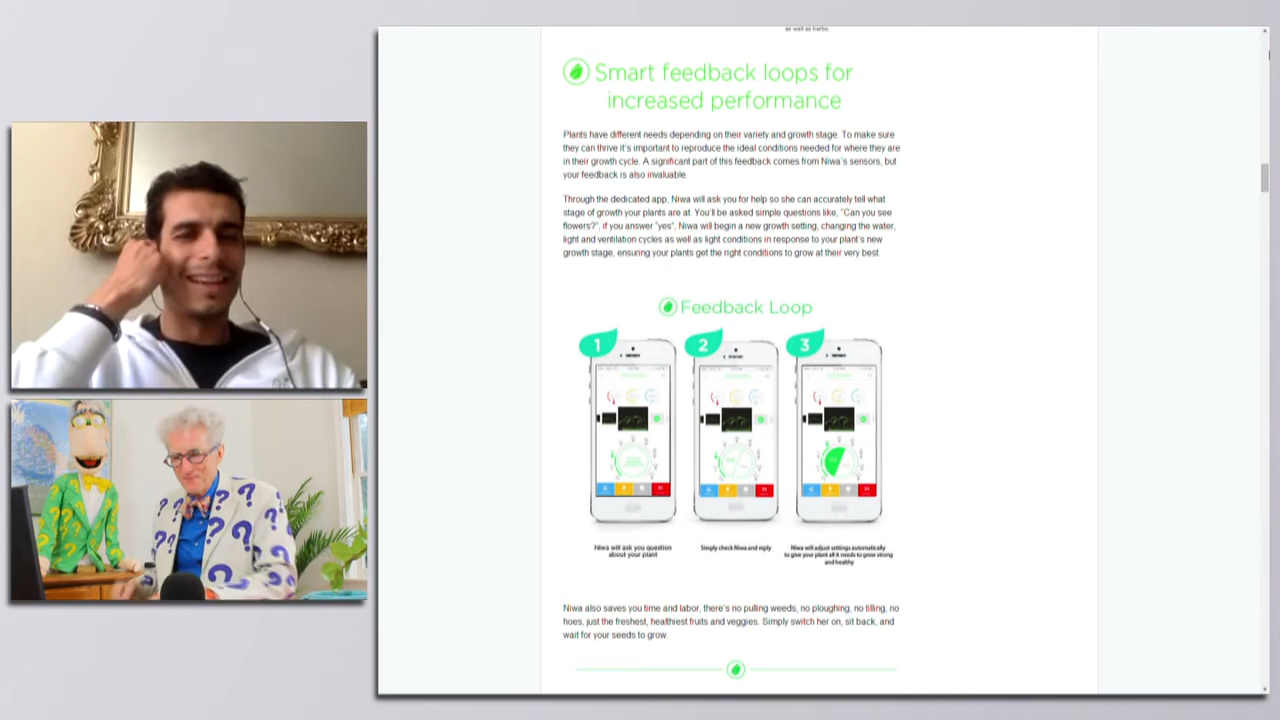 as well as herbs.
Smart feedback loops for
increased performance
Plants have different needs depending on their variety and growth stage. To make sure
they can thrive it's important to reproduce the ideal conditions needed for where they are
in their growth cycle. A significant part of this feedback comes from Niwa's sensors, but
your feedback is also invaluable.
Through the dedicated app, Niwa will ask you for help so she can accurately tell what
stage of growth your plants are at. You'll be asked simple questions like, "Can you see
flowers?", if you answer "yes", Niwa will begin a new growth setting, changing the water,
light and ventilation cycles as well as light conditions in response to your plant's new
growth stage, ensuring your plants get the right conditions to grow at their very best
Feedback Loop
1
2
3
Niwa will ask you question
about your plant
Simply check Niwa and reply
Niwa will adjust settings automatically
to give your plant all it needs to grow strong
and healthy
Niwa also saves you time and labor, there's no pulling weeds, no ploughing, no tilling, no
hoes, just the freshest, healthiest fruits and veggies. Simply switch her on, sit back, and
wait for your seeds to grow.